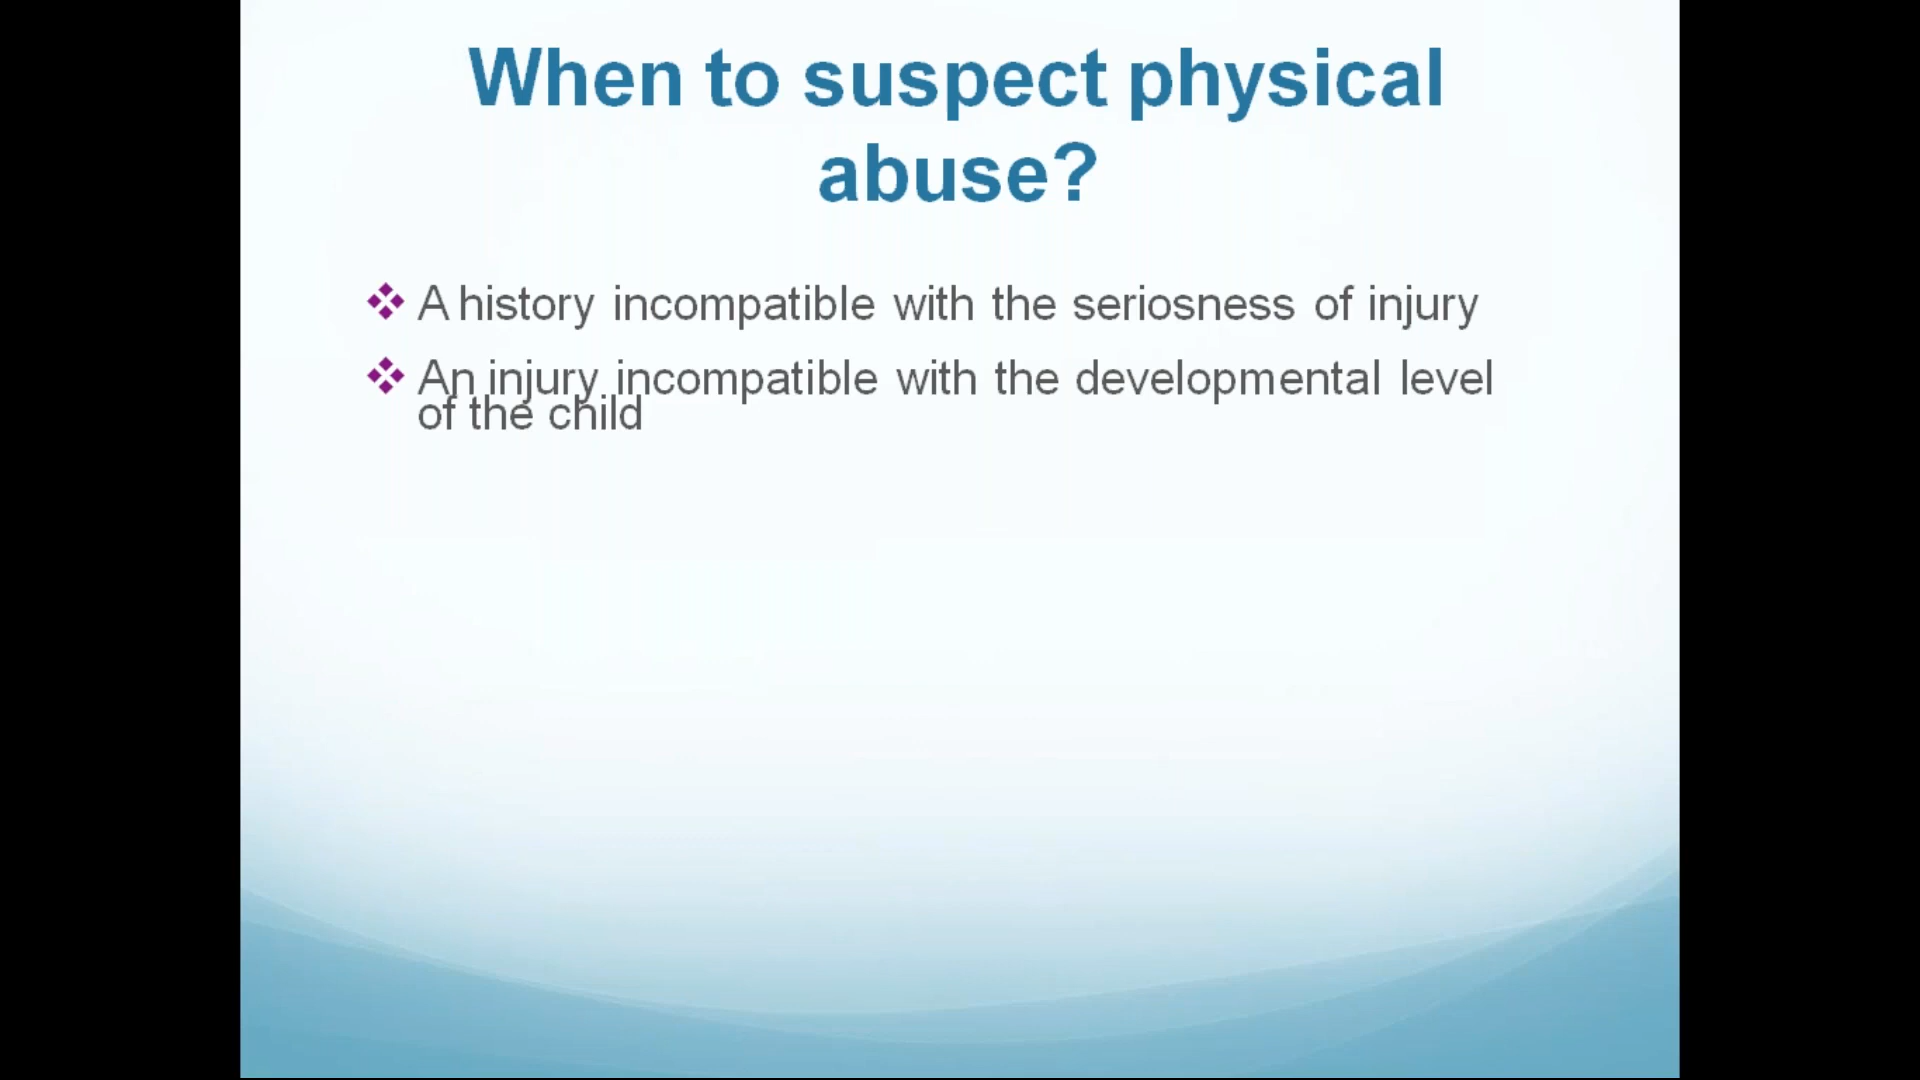 When to suspect physical
abuse?
A history incompatible with the seriosness of injury
An injury incompatible with the developmental level
of the child